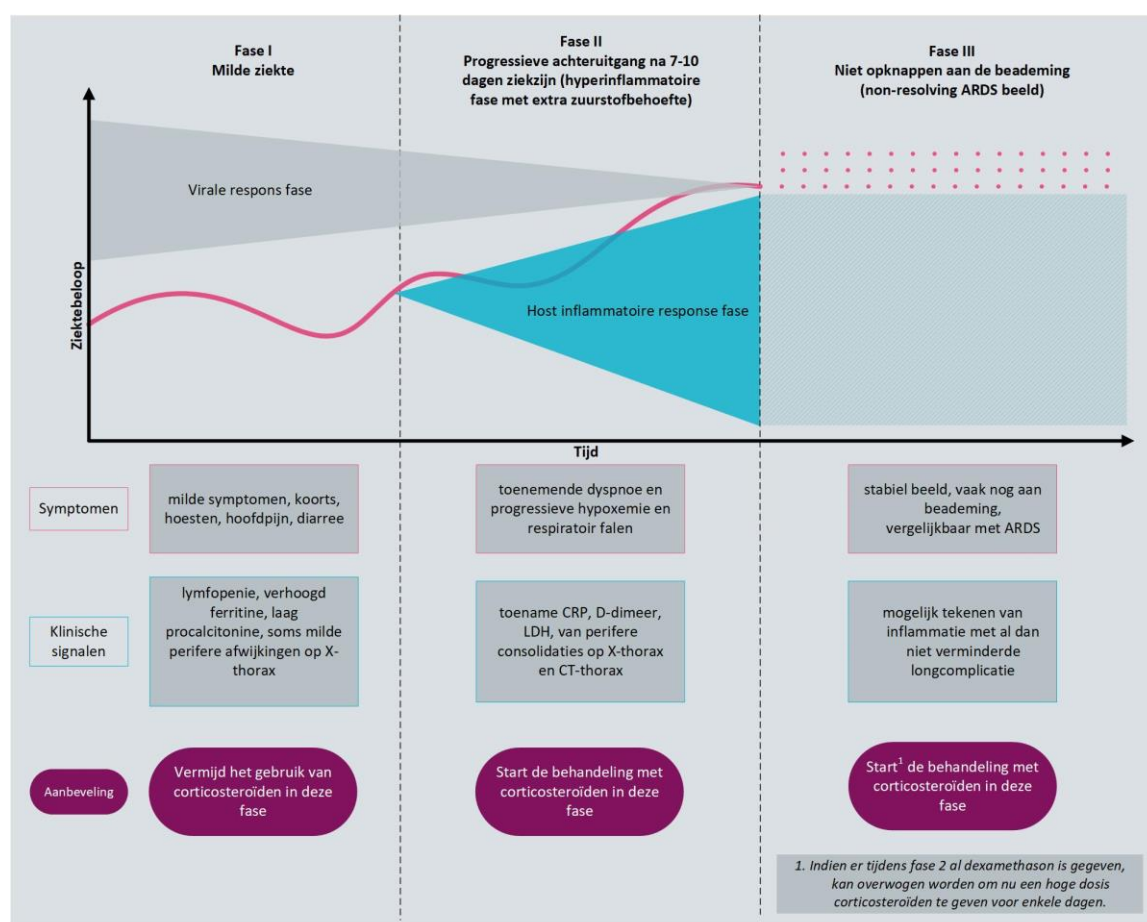 Fase I
Milde ziekte
Fase II
Progressieve achteruitgang na 7-10
dagen ziekzijn (hyperinflammatoire
fase met extra zuurstofbehoefte)
Fase III
Niet opknappen aan de beademing
(non-resolving ARDS beeld)
Ziektebeloop
Virale respons fase
Host inflammatoire response fase
Tijd
Symptomen
milde symptomen, koorts,
hoesten, hoofdpijn, diarree
toenemende dyspnoe en
progressieve hypoxemie en
respiratoir falen
stabiel beeld, vaak nog aan
beademing,
vergelijkbaar met ARDS
Klinische
signalen
lymfopenie, verhoogd
ferritine, laag
procalcitonine, soms milde
perifere afwijkingen op X-
thorax
toename CRP, D-dimeer,
LDH, van perifere
consolidaties op X-thorax
en CT-thorax
mogelijk tekenen van
inflammatie met al dan
niet verminderde
longcomplicatie
Aanbeveling
Vermijd het gebruik van
corticosteroïden in deze
fase
Start de behandeling met
corticosteroïden in deze
fase
Start¹ de behandeling met
corticosteroïden in deze
fase
1. Indien er tijdens fase 2 al dexamethason is gegeven,
kan overwogen worden om nu een hoge dosis
corticosteroïden te geven voor enkele dagen.